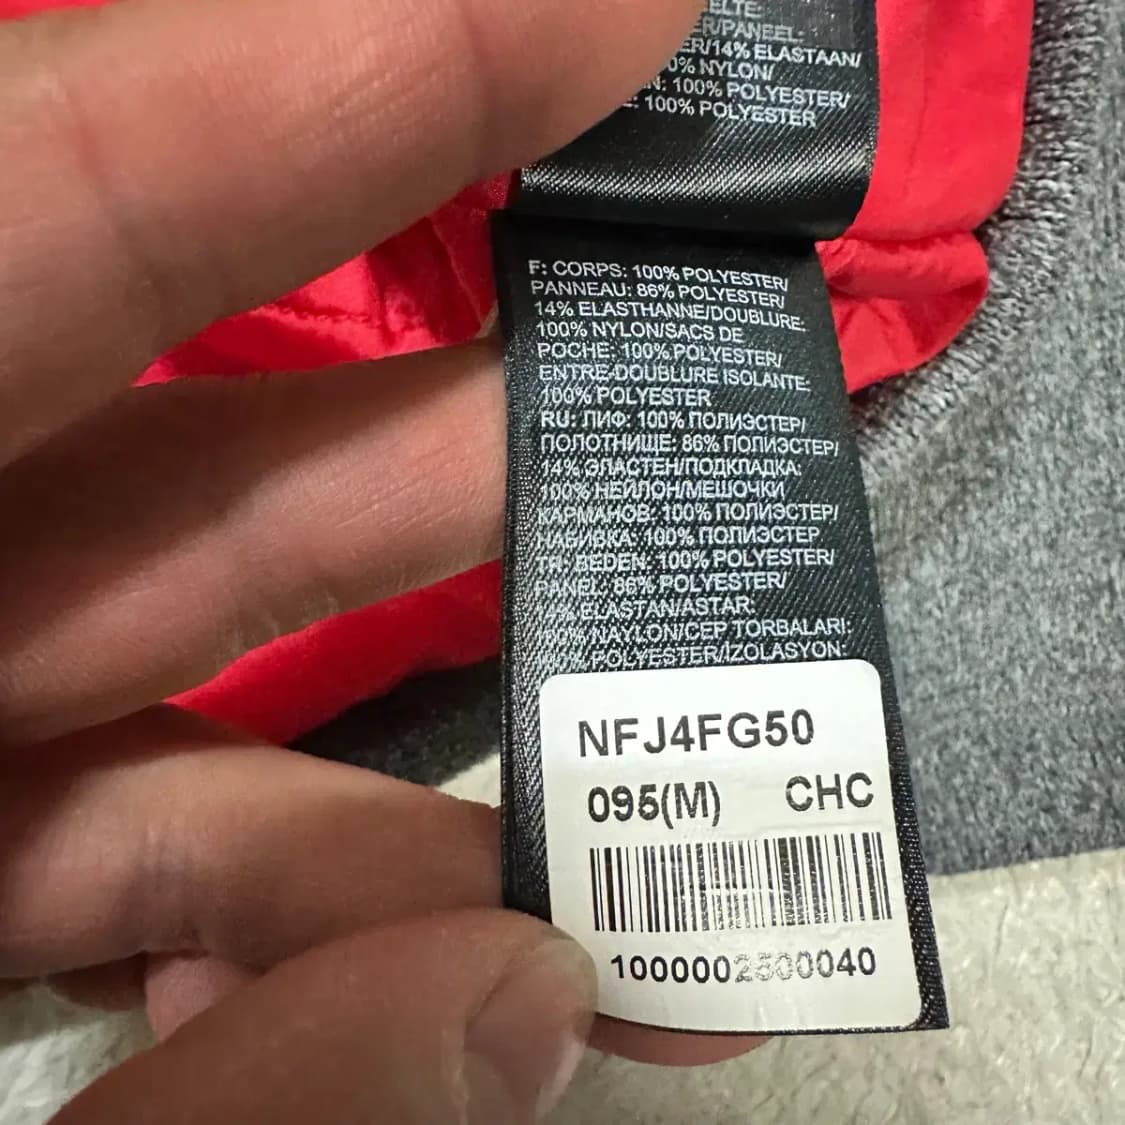 ELTE:
ER/PANEEL:
ER/14% ELASTAAN/
0% NYLON/
N: 100% POLYESTER/
E: 100% POLYESTER
F: CORPS: 100% POLYESTER/
PANNEAU: 86% POLYESTER/
14% ELASTHANNE/DOUBLURE:
100% NYLON/SACS DE
POCHE: 100% POLYESTER/
ENTRE-DOUBLURE ISOLANTE:
100% POLYESTER
RU: ЛИФ: 100% ПОЛИЭСТЕР/
ПОЛОТНИЩЕ: 86% ПОЛИЭСТЕР/
14% ЭЛАСТЕН/ПОДКЛАДКА:
100% НЕЙЛОН/МЕШОЧКИ
КАРМАНОВ: 100% ПОЛИЭСТЕР/
НАБИВКА: 100% ПОЛИЭСТЕР
TR: BEDEN: 100% POLYESTER/
PANEL: 86% POLYESTER/
% ELASTAN/ASTAR:
100% NAYLON/CEP TORBALARI:
100% POLYESTER/IZOLASYON:
NFJ4FG50
095(M) CHC
1000002500040